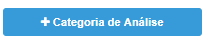 + Categoria de Análise